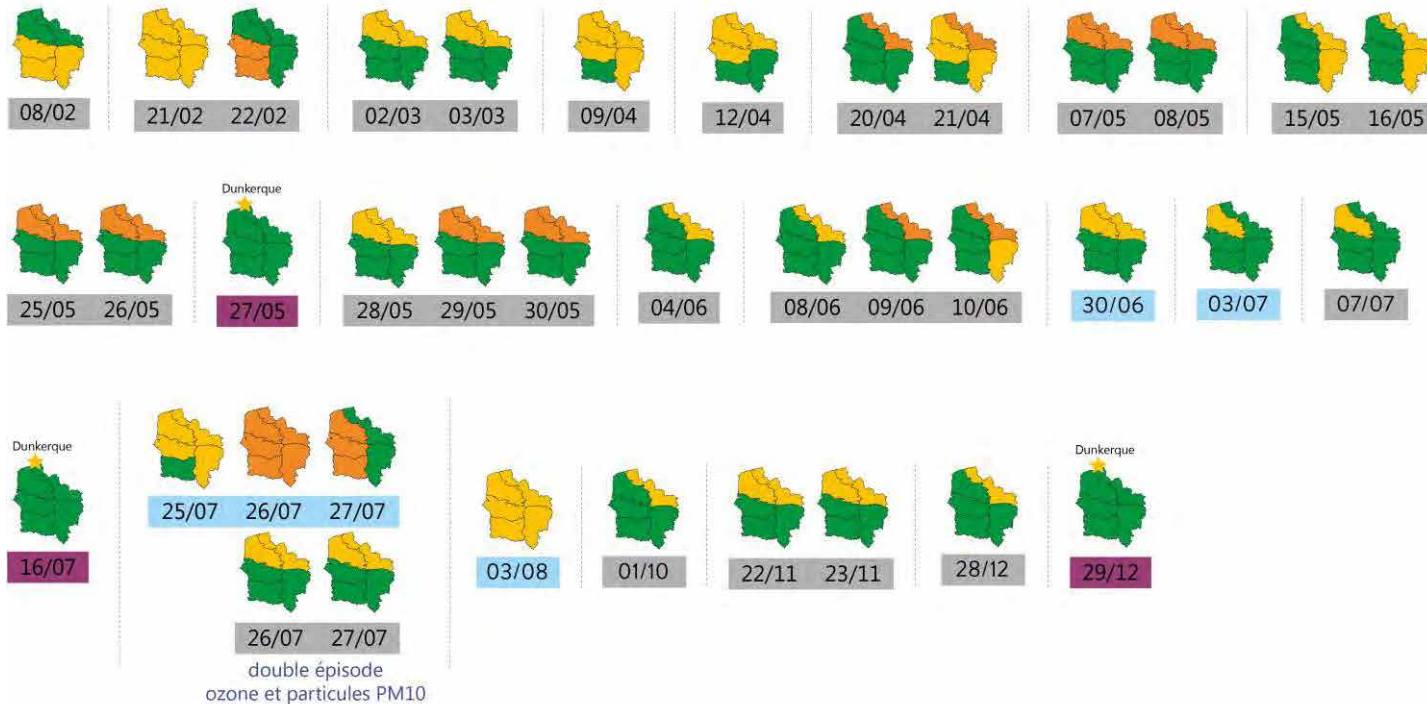 08/02 21/02 22/02 02/03 03/03 09/04 12/04 20/04 21/04 07/05 08/05 15/05 16/05
Dunkerque
25/05 26/05 27/05 28/05 29/05 30/05 04/06 08/06 09/06 10/06 30/06 03/07 07/07
Dunkerque
16/07
25/07 26/07 27/07
26/07 27/07
double épisode
ozone et particules PM10
03/08 01/10 22/11 23/11 28/12
Dunkerque
29/12